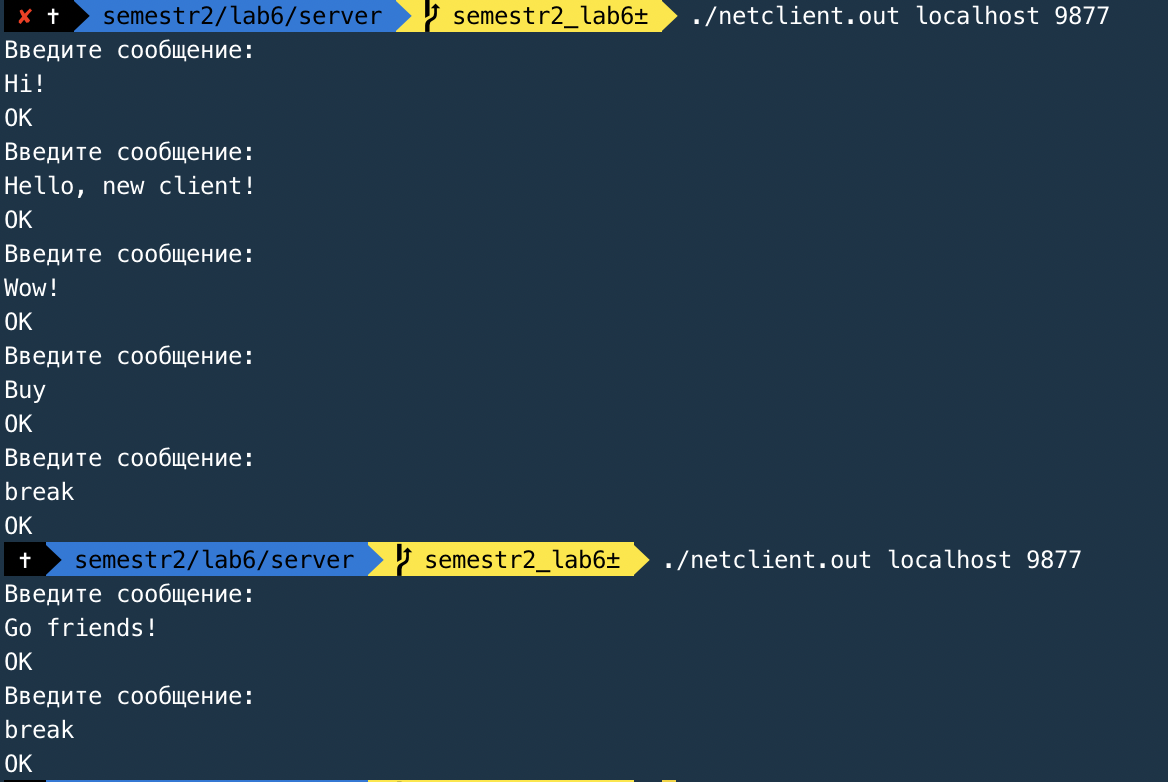 ✘ ✝ semestr2/lab6/server semestr2_lab6± ./netclient.out localhost 9877
Введите сообщение:
Hi!
OK
Введите сообщение:
Hello, new client!
OK
Введите сообщение:
Wow!
OK
Введите сообщение:
Buy
OK
Введите сообщение:
break
OK
✝ semestr2/lab6/server semestr2_lab6± ./netclient.out localhost 9877
Введите сообщение:
Go friends!
OK
Введите сообщение:
break
OK